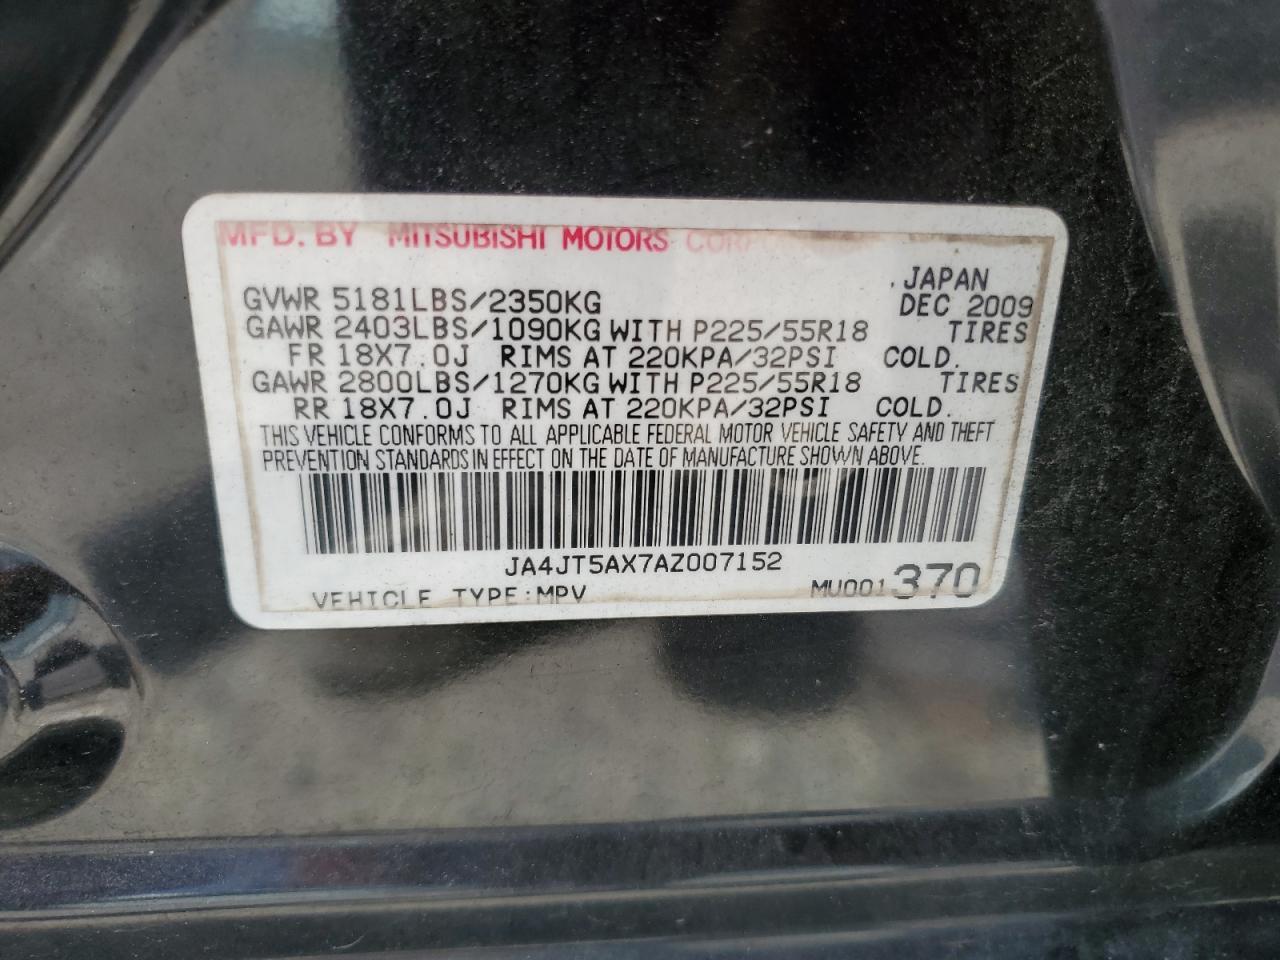 MFD. BY MITSUBISHI MOTORS CORPORATION
JAPAN
GVWR 5181LBS/2350KG DEC 2009
GAWR 2403LBS/1090KG WITH P225/55R18 TIRES
FR 18X7.0J RIMS AT 220KPA/32PSI COLD.
GAWR 2800LBS/1270KG WITH P225/55R18 TIRES
RR 18X7.0J RIMS AT 220KPA/32PSI COLD.
THIS VEHICLE CONFORMS TO ALL APPLICABLE FEDERAL MOTOR VEHICLE SAFETY AND THEFT
PREVENTION STANDARDS IN EFFECT ON THE DATE OF MANUFACTURE SHOWN ABOVE.
JA4JT5AX7AZ007152
VEHICLE TYPE:MPV MU001370